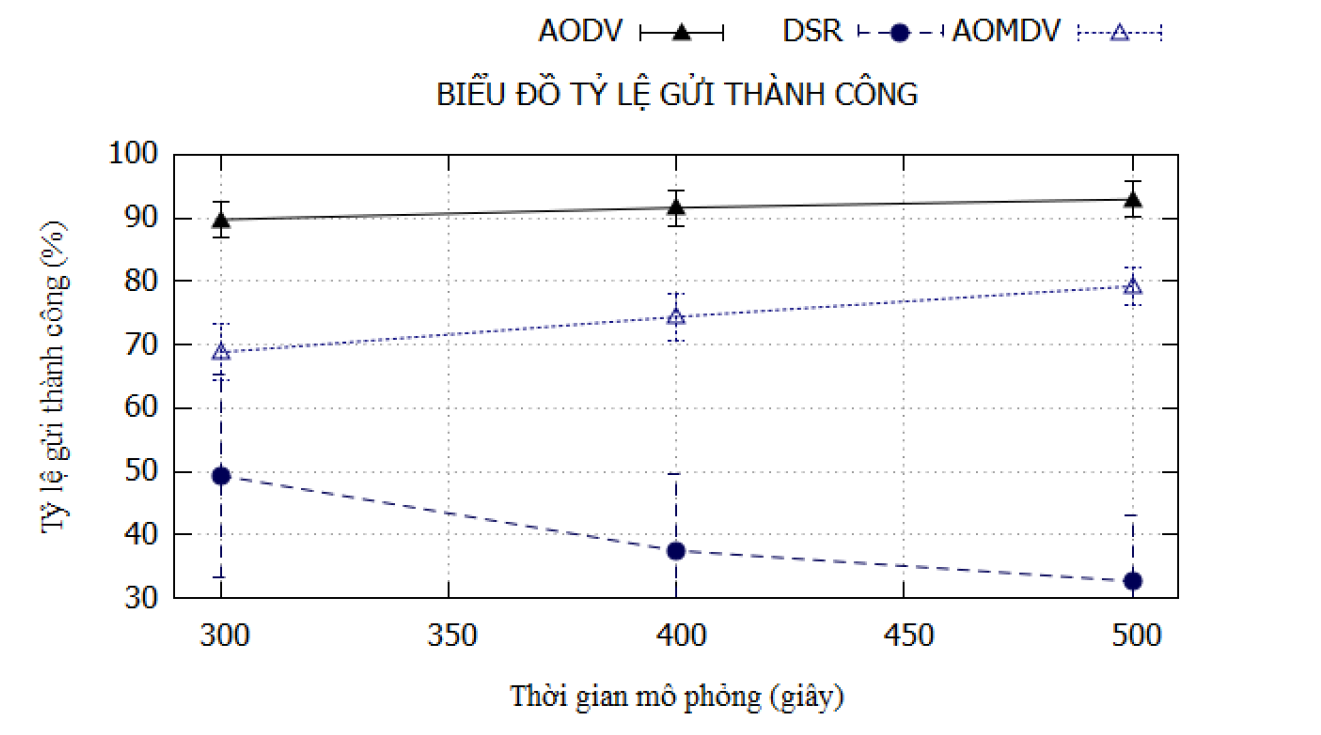 AODV DSR AOMDV
BIỂU ĐỒ TỶ LỆ GỬI THÀNH CÔNG
100
90
80
70
60
50
40
30
Tỷ lệ gửi thành công (%)
300 350 400 450 500
Thời gian mô phỏng (giây)